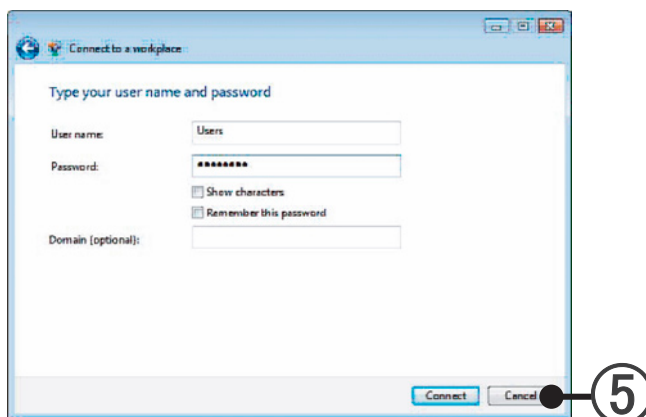 Connect to a workplace
Type your user name and password
User name: Users
Password: ••••••••
Show characters
Remember this password
Domain (optional):
Connect Cancel
5